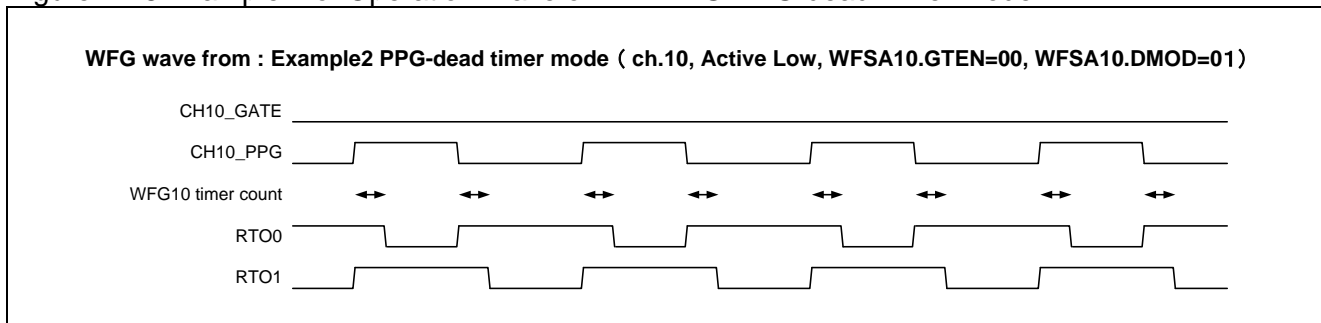 WFG wave from : Example2 PPG-dead timer mode（ch.10, Active Low, WFSA10.GTEN=00, WFSA10.DMOD=01）
CH10_GATE
CH10_PPG
WFG10 timer count
RTO0
RTO1